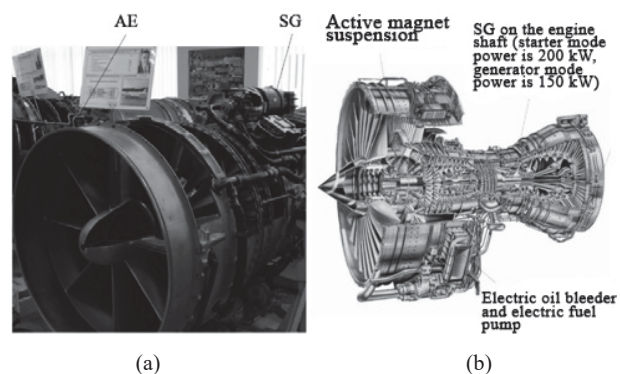 AE
SG
Active magnet
suspension
SG on the engine
shaft (starter mode
power is 200 kW,
generator mode
power is 150 kW)
Electric oil bleeder
and electric fuel
pump
(a)
(b)